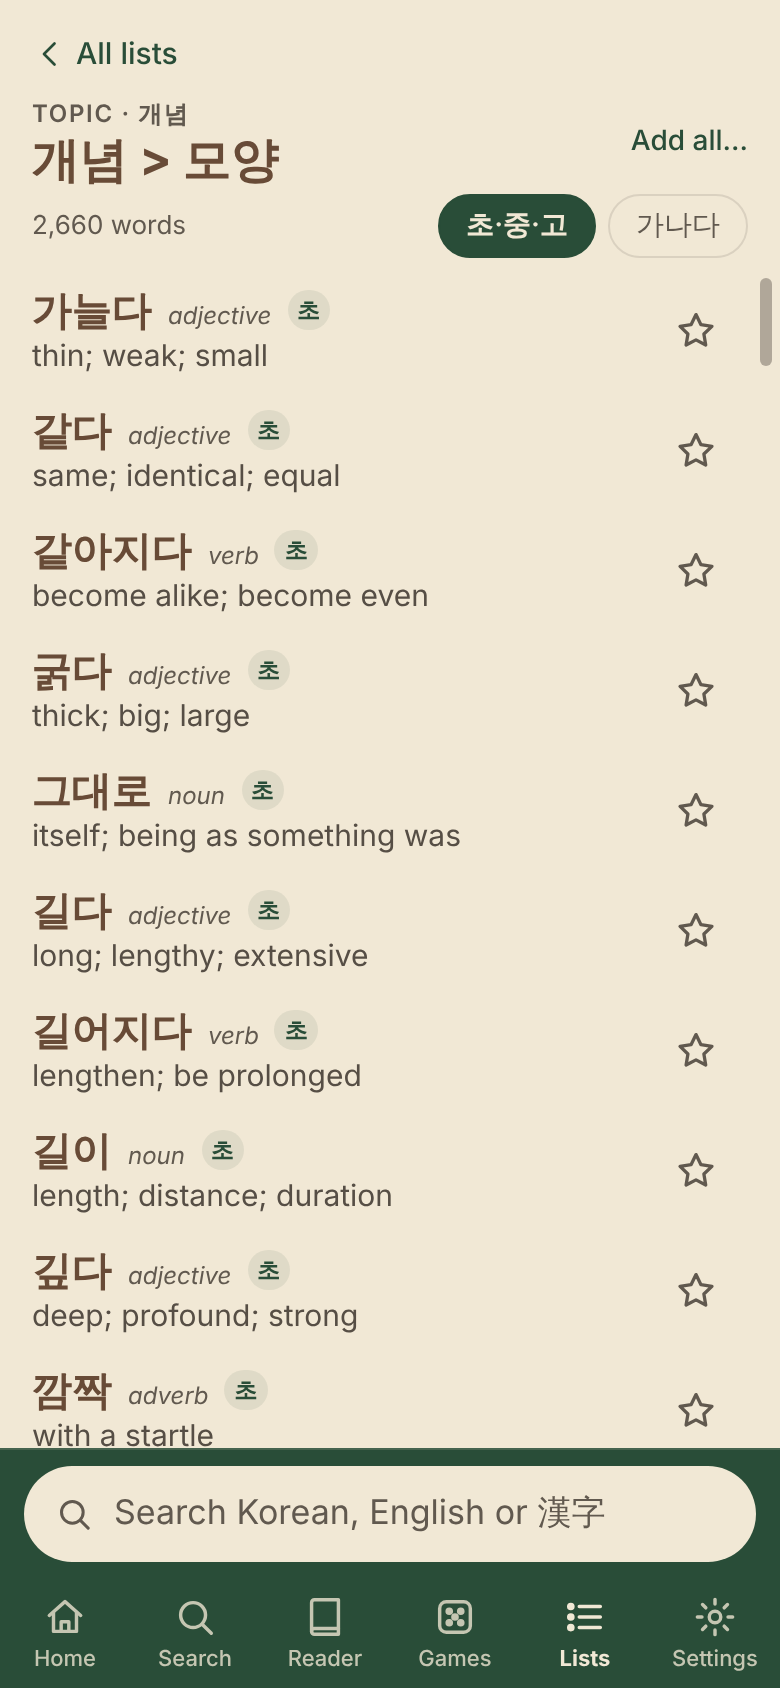 All lists
TOPIC · 개념
개념 > 모양
Add all...
2,660 words
초·중·고
가나다
가늘다 adjective 초
thin; weak; small
같다 adjective 초
same; identical; equal
같아지다 verb 초
become alike; become even
굵다 adjective 초
thick; big; large
그대로 noun 초
itself; being as something was
길다 adjective 초
long; lengthy; extensive
길어지다 verb 초
lengthen; be prolonged
길이 noun 초
length; distance; duration
깊다 adjective 초
deep; profound; strong
깜짝 adverb 초
with a startle
Search Korean, English or 漢字
Home
Search
Reader
Games
Lists
Settings